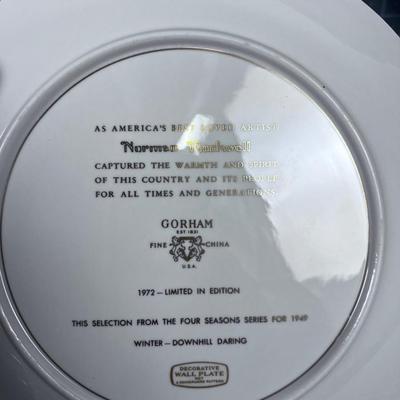 AS AMERICA'S BEST LOVED ARTIST
Norman Rockwell
CAPTURED THE WARMTH AND SPIRIT
OF THIS COUNTRY AND ITS PEOPLE
FOR ALL TIMES AND GENERATIONS.
GORHAM
EST 1831
FINE CHINA
U.S.A.
1972—LIMITED IN EDITION
THIS SELECTION FROM THE FOUR SEASONS SERIES FOR 1949
WINTER—DOWNHILL DARING
DECORATIVE
WALL PLATE